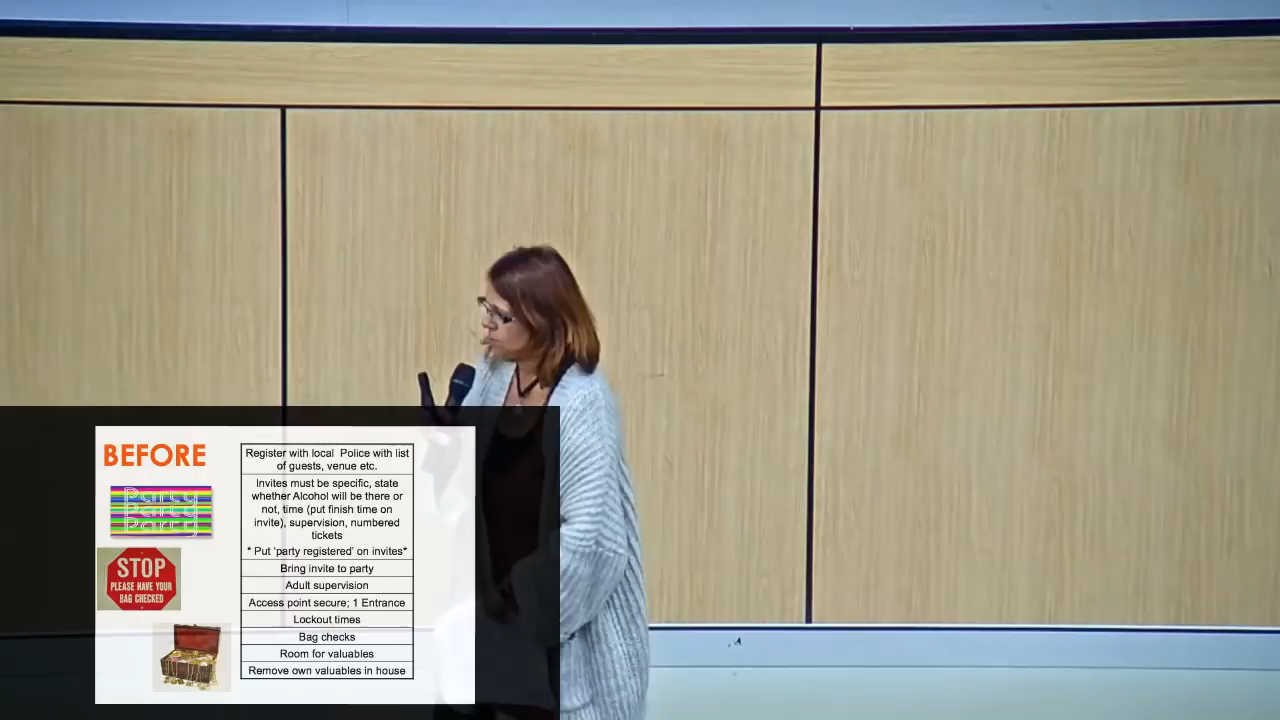 BEFORE
Party
Party
Party
STOP
PLEASE HAVE YOUR
BAG CHECKED
Register with local Police with list
of guests, venue etc.
Invites must be specific, state
whether Alcohol will be there or
not, time (put finish time on
invite), supervision, numbered
tickets
* Put 'party registered' on invites*
Bring invite to party
Adult supervision
Access point secure; 1 Entrance
Lockout times
Bag checks
Room for valuables
Remove own valuables in house